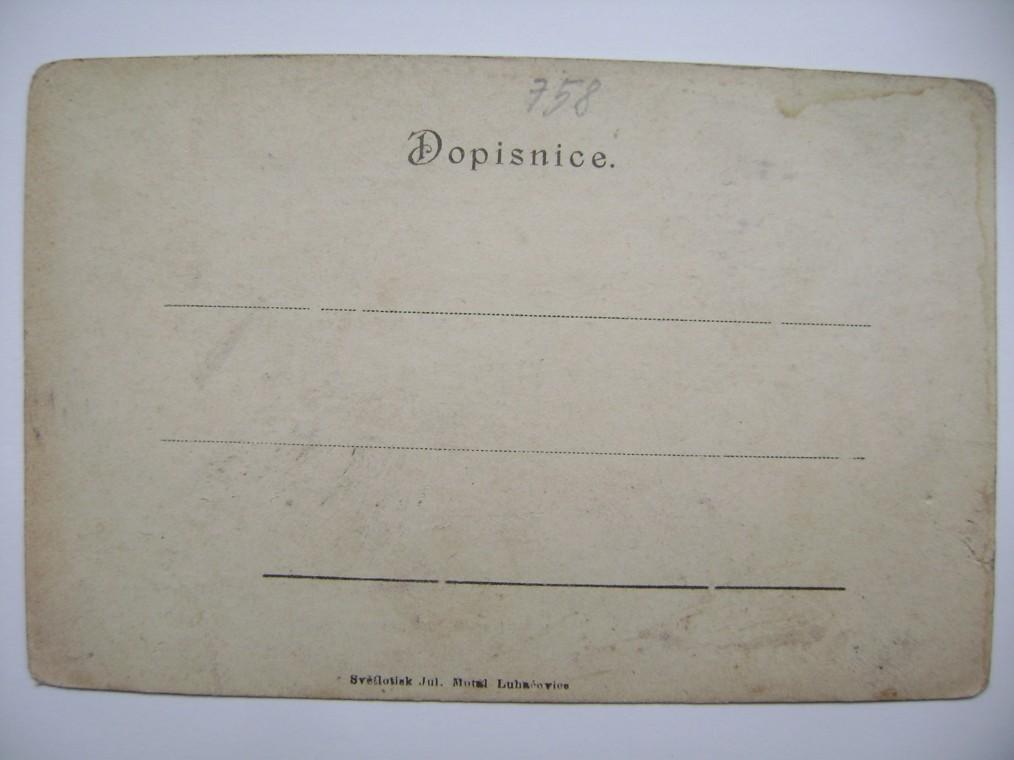 758
Dopisnice.
Světlotisk Jul. Motal Luhačovice